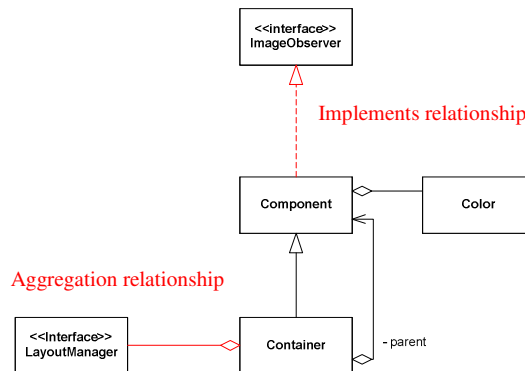 <<interface>>
ImageObserver
Implements relationship
Component
Color
Aggregation relationship
<<Interface>>
LayoutManager
Container
- parent